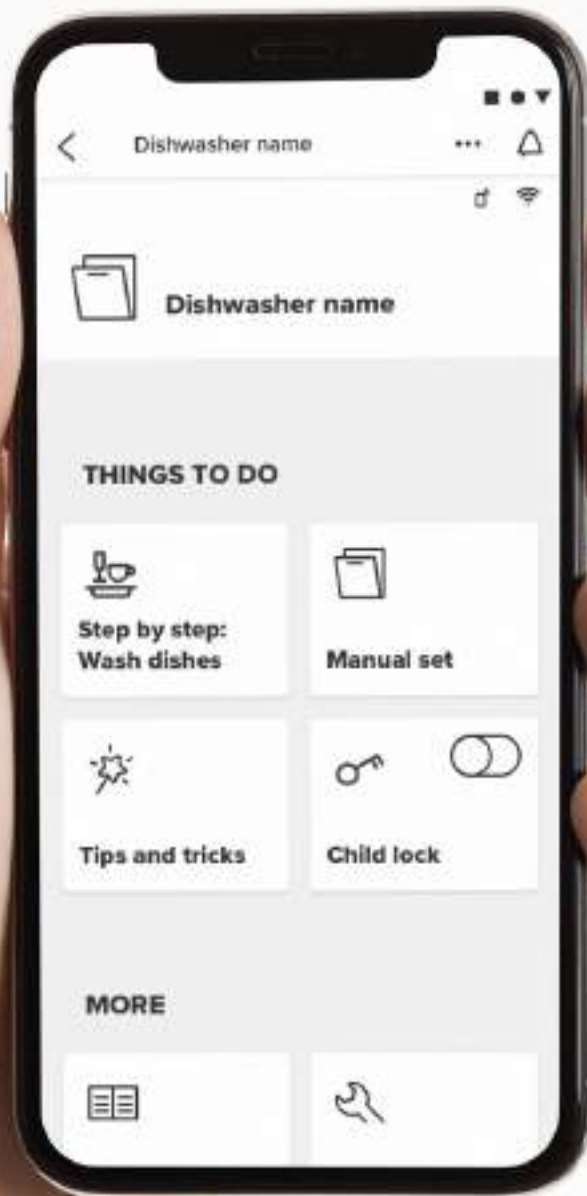 Dishwasher name
Dishwasher name
THINGS TO DO
Step by step:
Wash dishes
Manual set
Tips and tricks
Child lock
MORE